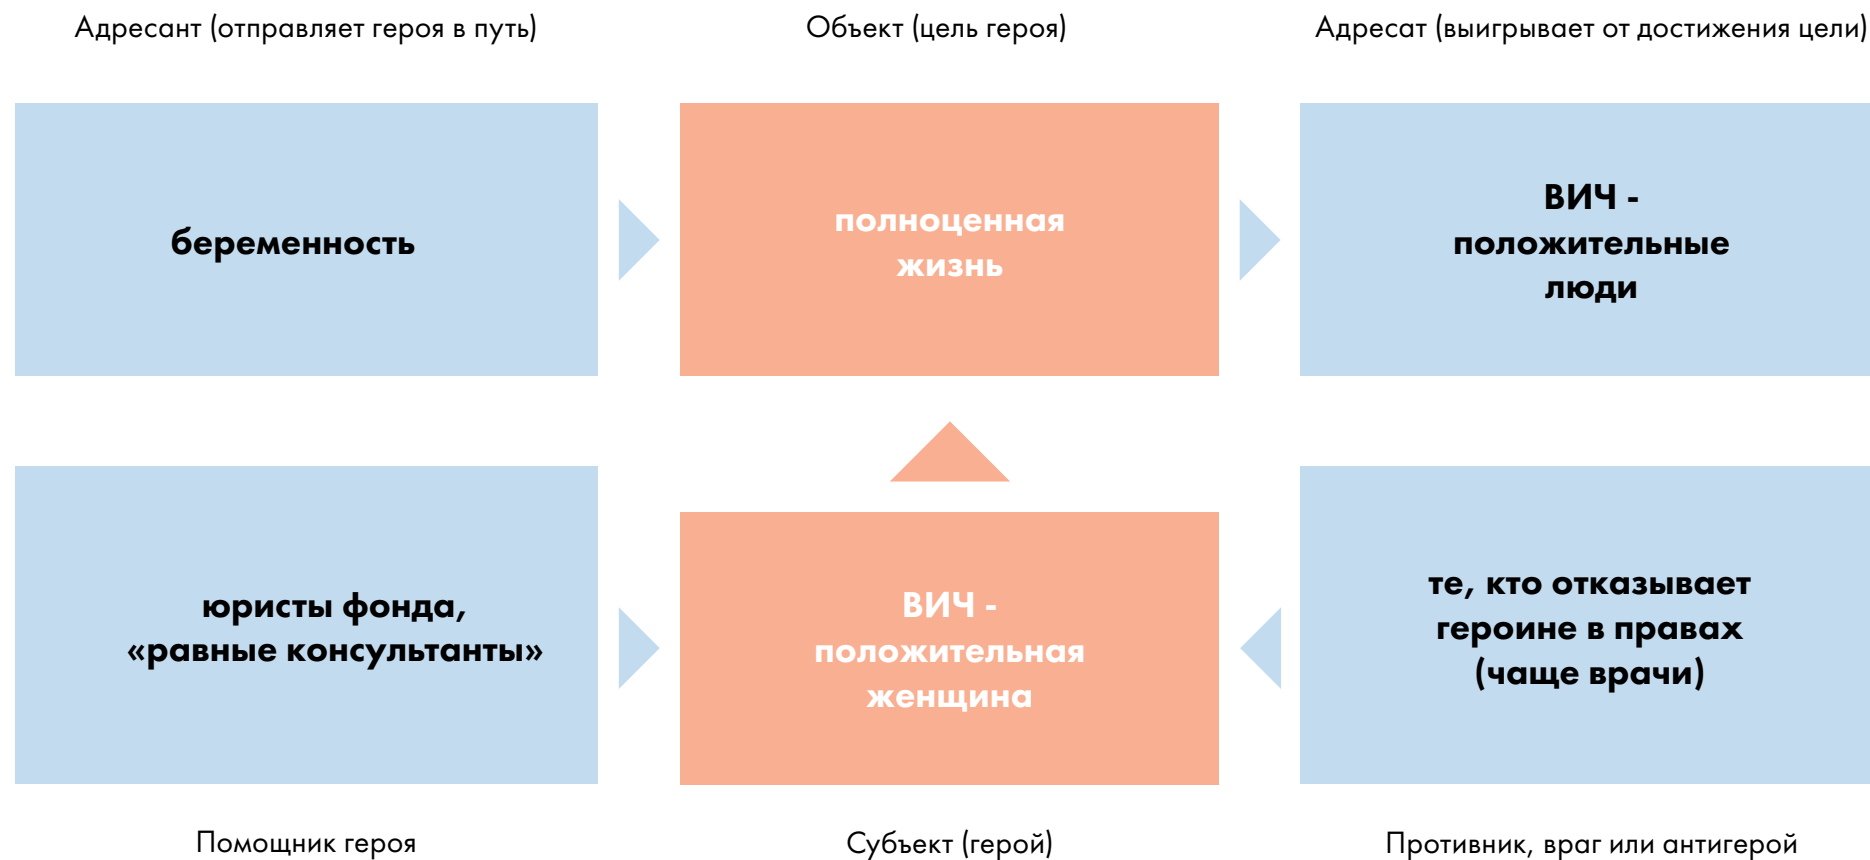 Адресант (отправляет героя в путь)
Объект (цель героя)
Адресат (выигрывает от достижения цели)
беременность
полноценная
жизнь
ВИЧ -
положительные
люди
юристы фонда,
«равные консультанты»
ВИЧ -
положительная
женщина
те, кто отказывает
героине в правах
(чаще врачи)
Помощник героя
Субъект (герой)
Противник, враг или антигерой